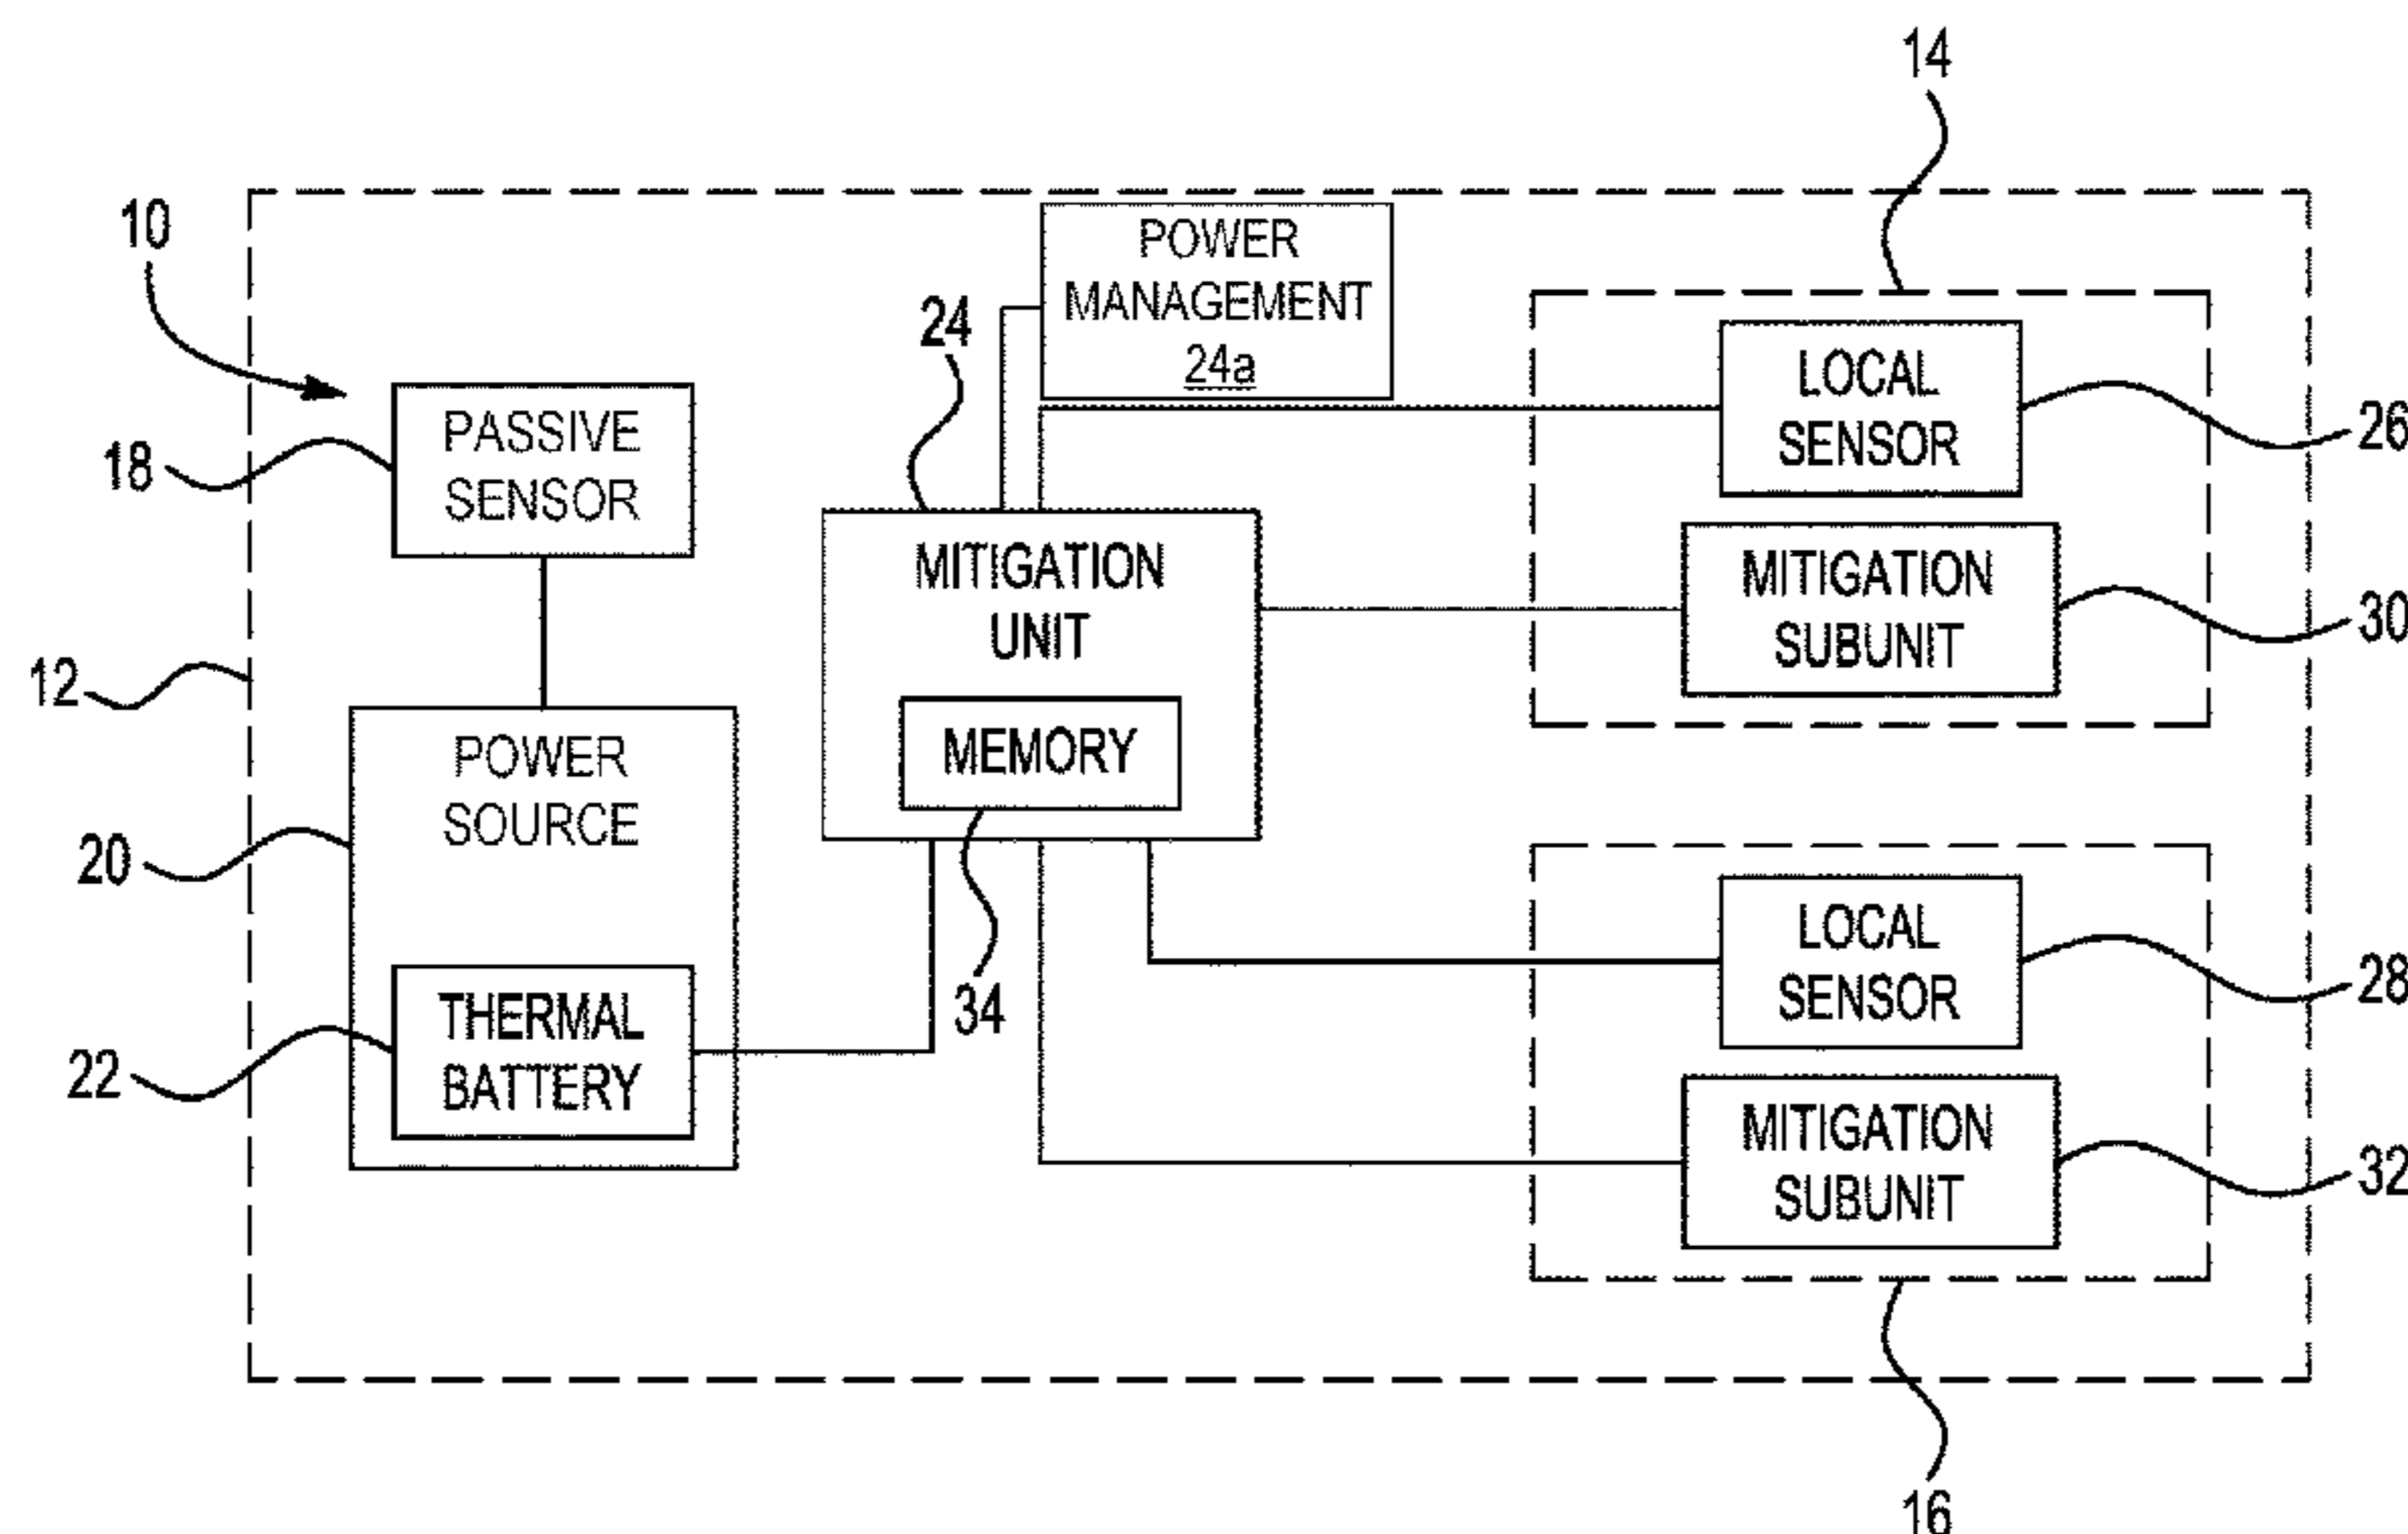 14
10
POWER
MANAGEMENT
24a
24
LOCAL
SENSOR
26
PASSIVE
SENSOR
18
MITIGATION
UNIT
MITIGATION
SUBUNIT
30
12
MEMORY
POWER
SOURCE
20
LOCAL
SENSOR
28
34
THERMAL
BATTERY
22
MITIGATION
SUBUNIT
32
16